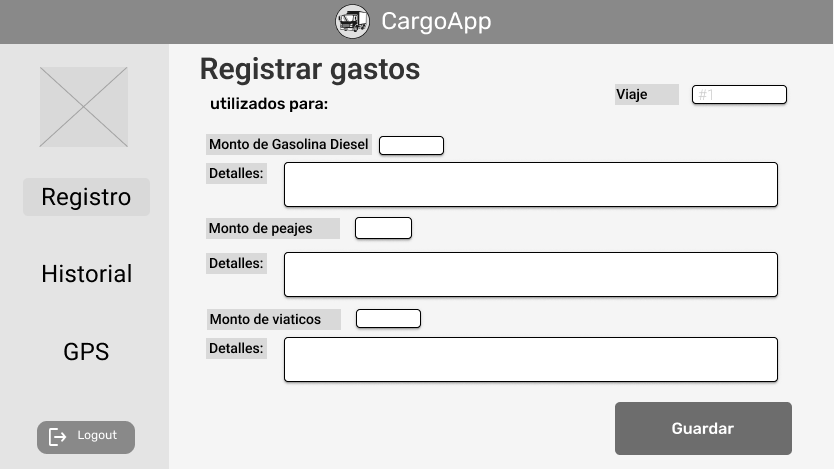 CargoApp
Registrar gastos
utilizados para:
Viaje #1
Monto de Gasolina Diesel
Detalles:
Monto de peajes
Detalles:
Monto de viaticos
Detalles:
Guardar
Registro
Historial
GPS
Logout